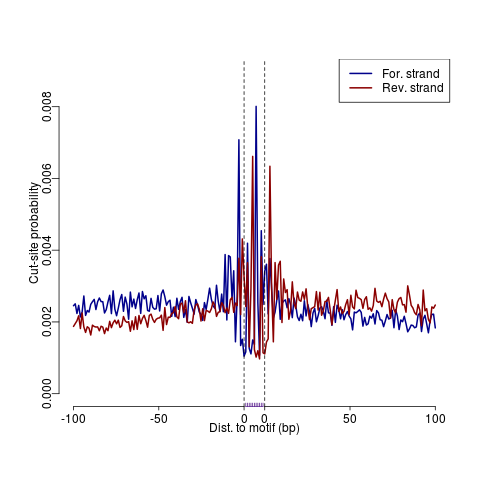 For. strand
Rev. strand
0.008
0.006
0.004
0.002
0.000
Cut-site probability
-100 -50 0 0 50 100
Dist. to motif (bp)